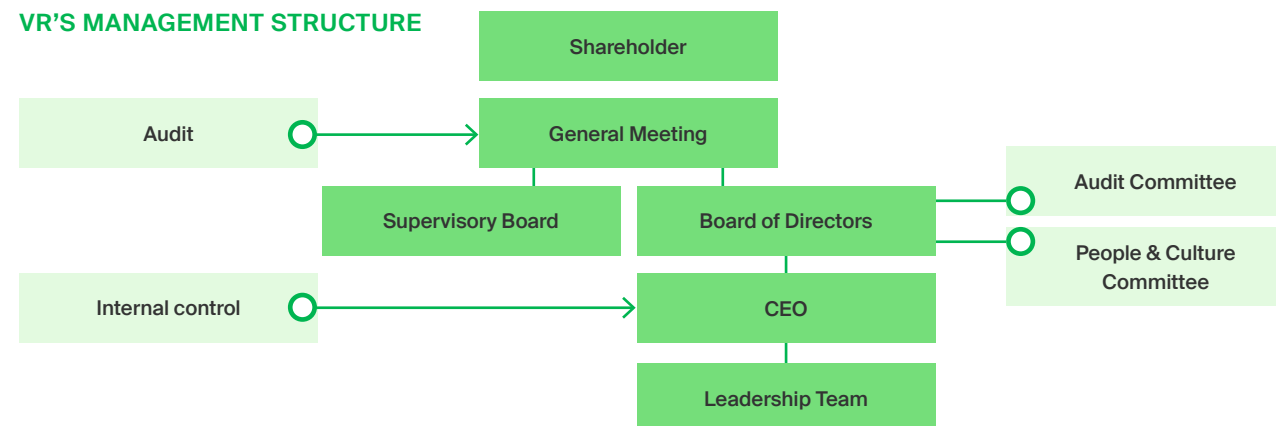 VR'S MANAGEMENT STRUCTURE
Shareholder
Audit
General Meeting
Audit Committee
Supervisory Board
Board of Directors
People & Culture
Committee
Internal control
CEO
Leadership Team